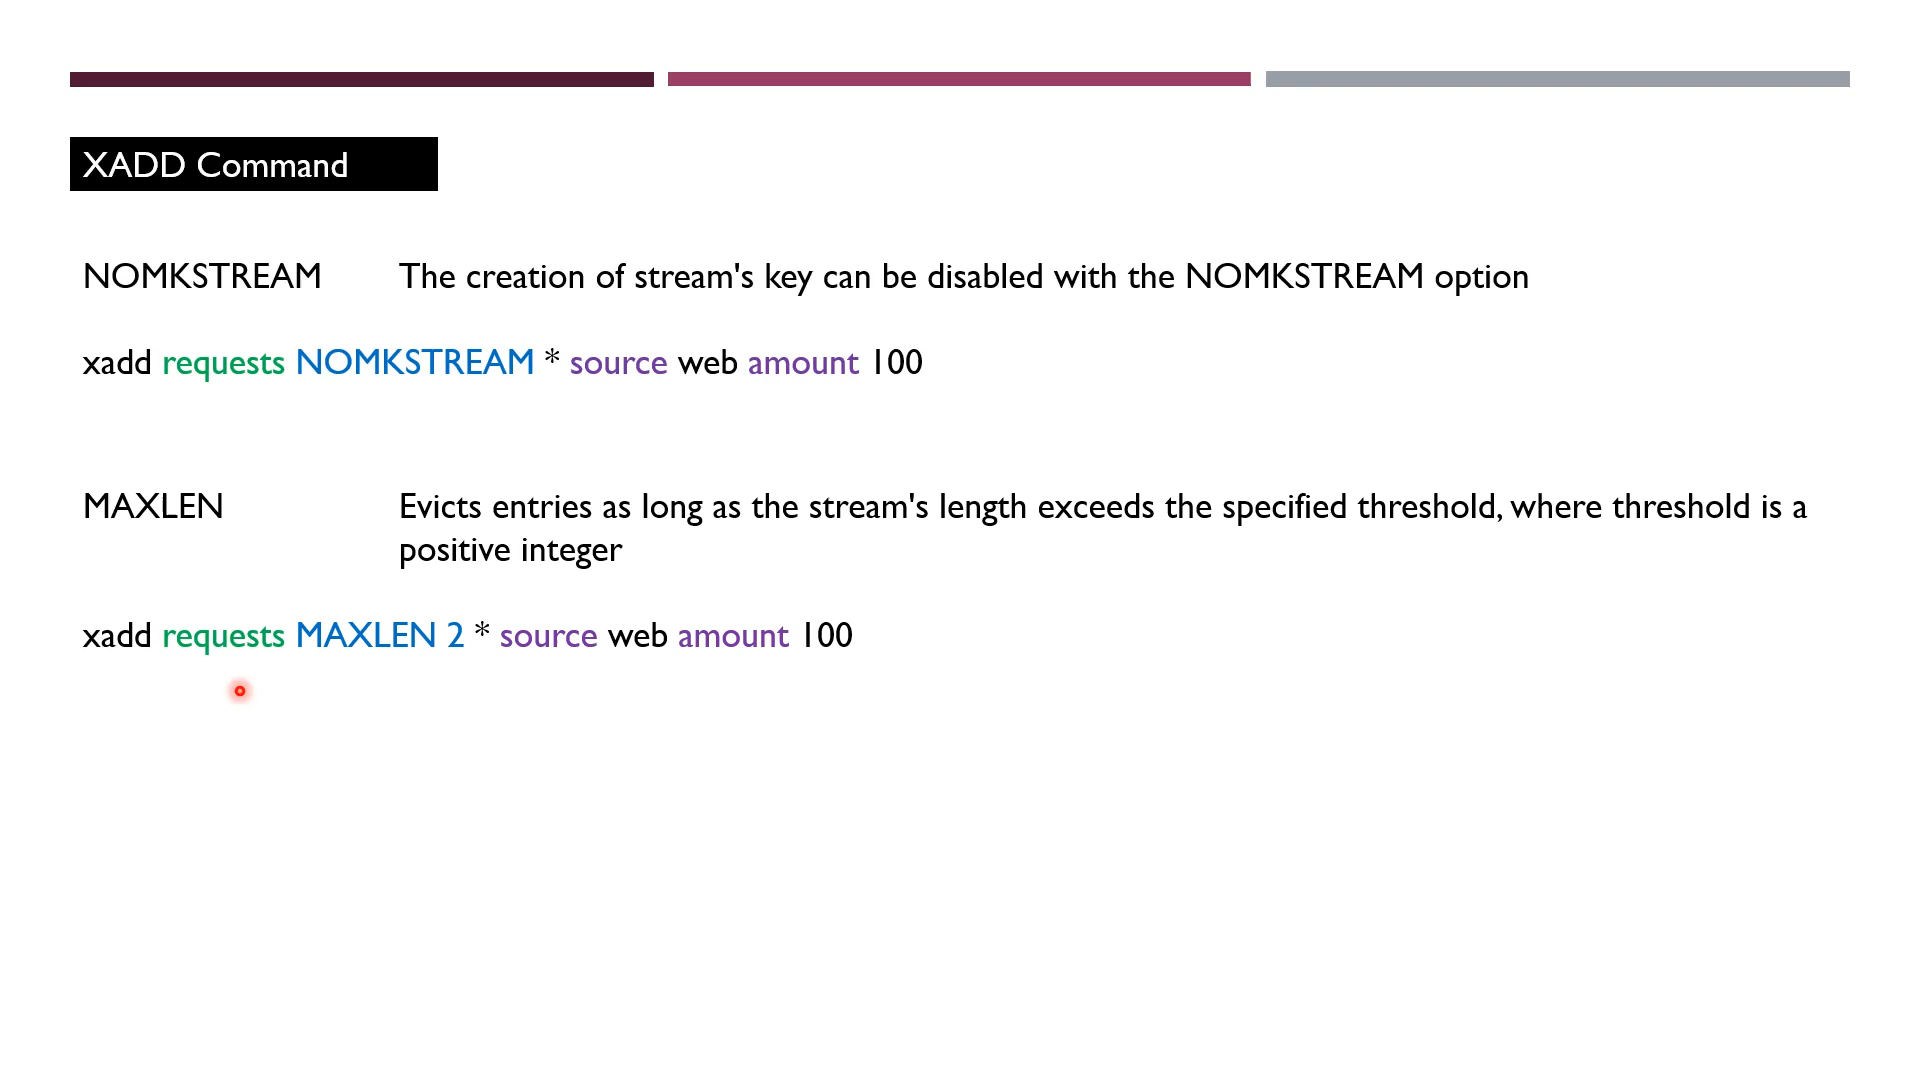 XADD Command
NOMKSTREAM The creation of stream's key can be disabled with the NOMKSTREAM option
xadd requests NOMKSTREAM * source web amount 100
MAXLEN Evicts entries as long as the stream's length exceeds the specified threshold, where threshold is a
positive integer
xadd requests MAXLEN 2 * source web amount 100